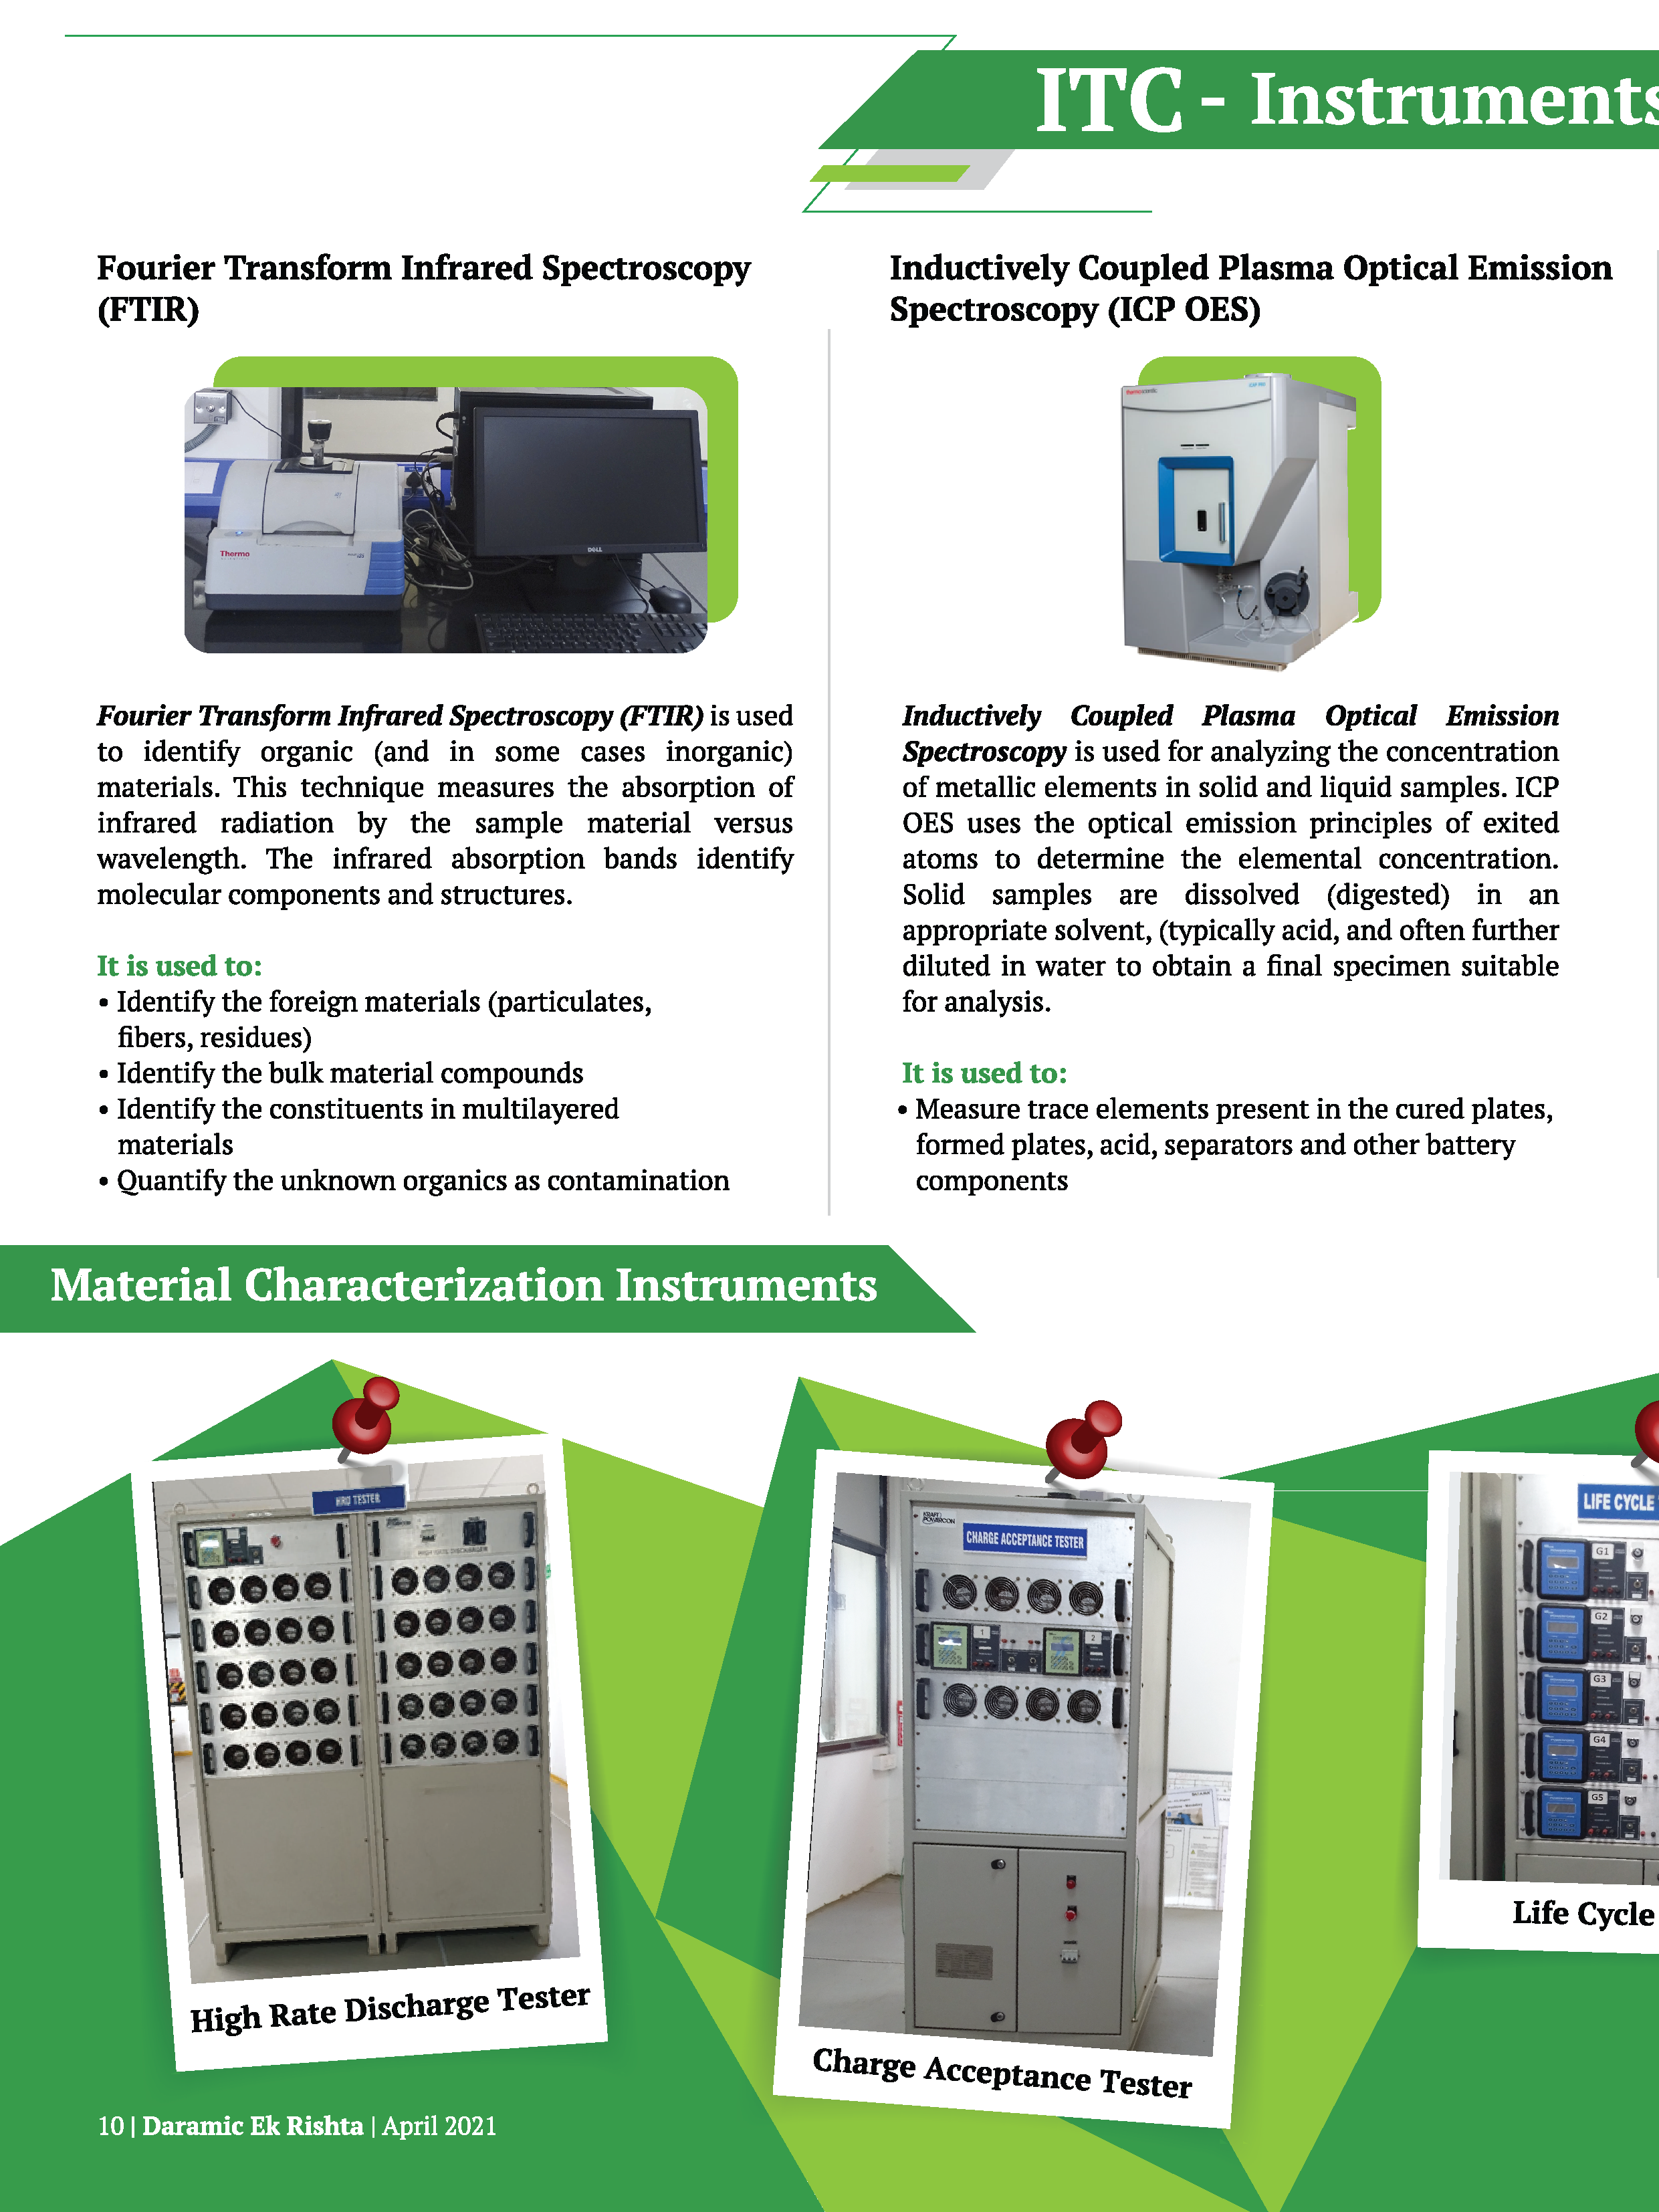 ITC - Instruments
Fourier Transform Infrared Spectroscopy
(FTIR)
Thermo
DELL
Fourier Transform Infrared Spectroscopy (FTIR) is used
to identify organic (and in some cases inorganic)
materials. This technique measures the absorption of
infrared radiation by the sample material versus
wavelength. The infrared absorption bands identify
molecular components and structures.
It is used to:
• Identify the foreign materials (particulates,
fibers, residues)
• Identify the bulk material compounds
• Identify the constituents in multilayered
materials
• Quantify the unknown organics as contamination
Inductively Coupled Plasma Optical Emission
Spectroscopy (ICP OES)
Inductively Coupled Plasma Optical Emission
Spectroscopy is used for analyzing the concentration
of metallic elements in solid and liquid samples. ICP
OES uses the optical emission principles of exited
atoms to determine the elemental concentration.
Solid samples are dissolved (digested) in an
appropriate solvent, (typically acid, and often further
diluted in water to obtain a final specimen suitable
for analysis.
It is used to:
• Measure trace elements present in the cured plates,
formed plates, acid, separators and other battery
components
Material Characterization Instruments
HRD TESTER
HIGH RATE DISCHARGER
High Rate Discharge Tester
KRAFT
POWERCON
CHARGE ACCEPTANCE TESTER
1
2
Charge Acceptance Tester
LIFE CYCLE
G1
G2
G3
G4
G5
Life Cycle
10 | Daramic Ek Rishta | April 2021